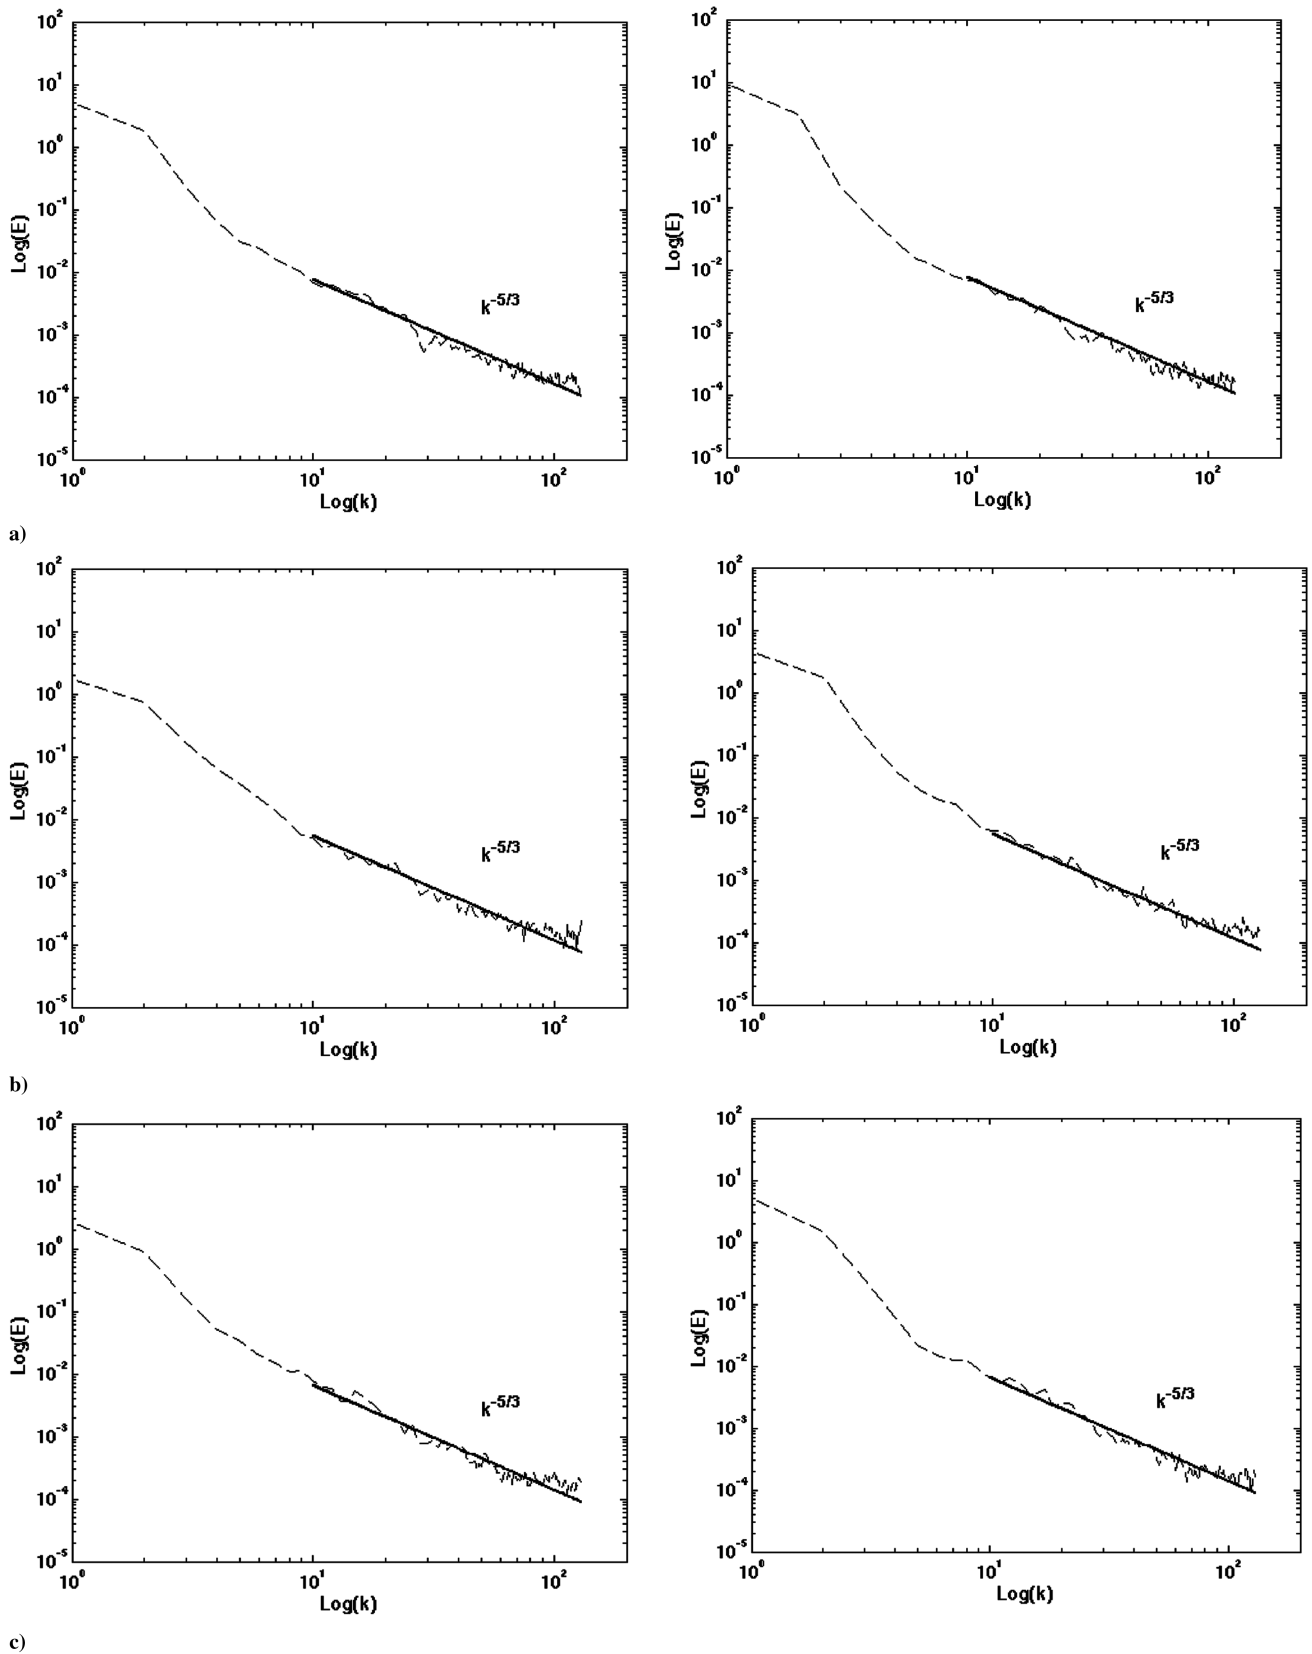 10² 10²
10¹ 10¹
10⁰ 10⁰
10⁻¹ 10⁻¹
Log(E) Log(E)
10⁻² 10⁻²
k⁻⁵/³ k⁻⁵/³
10⁻³ 10⁻³
10⁻⁴ 10⁻⁴
10⁻⁵ 10⁻⁵
10⁰ 10¹ 10² 10⁰ 10¹ 10²
Log(k) Log(k)
a)
10² 10²
10¹ 10¹
10⁰ 10⁰
10⁻¹ 10⁻¹
Log(E) Log(E)
10⁻² 10⁻²
k⁻⁵/³ k⁻⁵/³
10⁻³ 10⁻³
10⁻⁴ 10⁻⁴
10⁻⁵ 10⁻⁵
10⁰ 10¹ 10² 10⁰ 10¹ 10²
Log(k) Log(k)
b)
10² 10²
10¹ 10¹
10⁰ 10⁰
10⁻¹ 10⁻¹
Log(E) Log(E)
10⁻² 10⁻²
k⁻⁵/³ k⁻⁵/³
10⁻³ 10⁻³
10⁻⁴ 10⁻⁴
10⁻⁵ 10⁻⁵
10⁰ 10¹ 10² 10⁰ 10¹ 10²
Log(k) Log(k)
c)